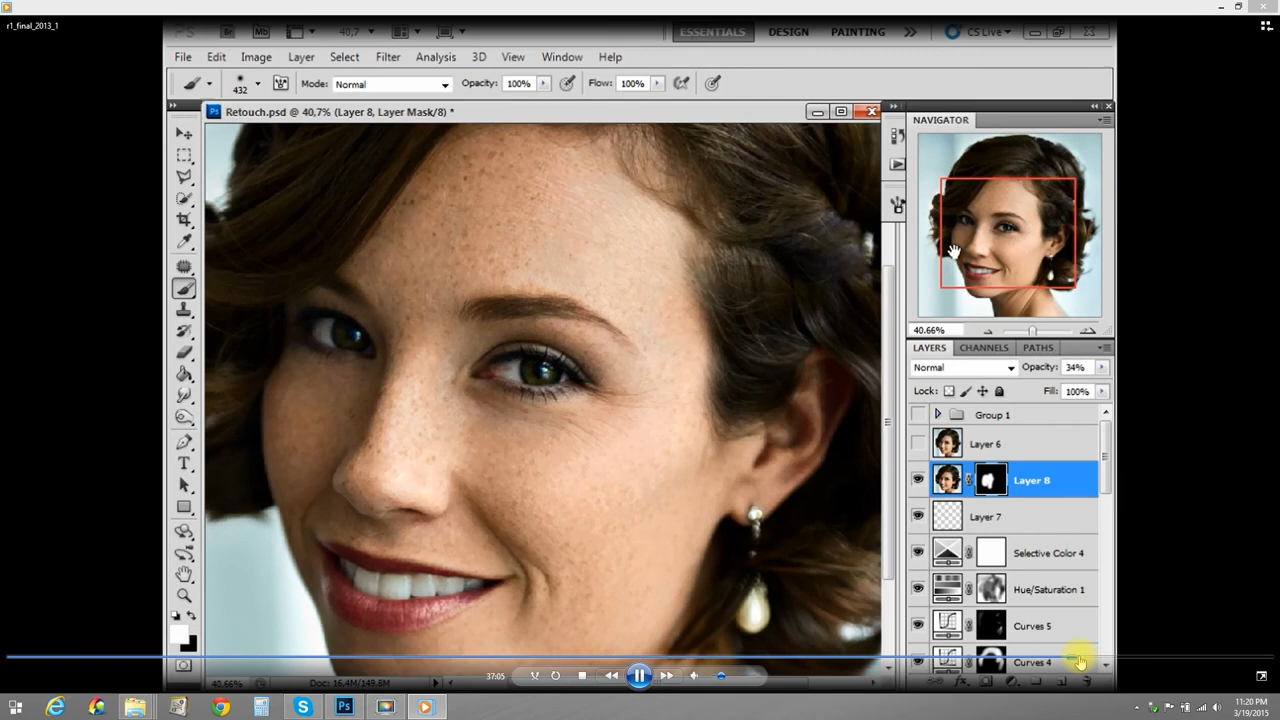 r1_final_2013_1
PS Br Mb 40,7 ESSENTIALS DESIGN PAINTING CS Live
File Edit Image Layer Select Filter Analysis 3D View Window Help
432 Mode: Normal Opacity: 100% Flow: 100%
Ps Retouch.psd @ 40,7% (Layer 8, Layer Mask/8) *
NAVIGATOR
40.66%
LAYERS CHANNELS PATHS
Normal Opacity: 34%
Lock: Fill: 100%
Group 1
Layer 6
Layer 8
Layer 7
Selective Color 4
Hue/Saturation 1
Curves 5
Curves 4
40.66% Doc: 16,4M/149,8M
37:05
11:20 PM
3/19/2015